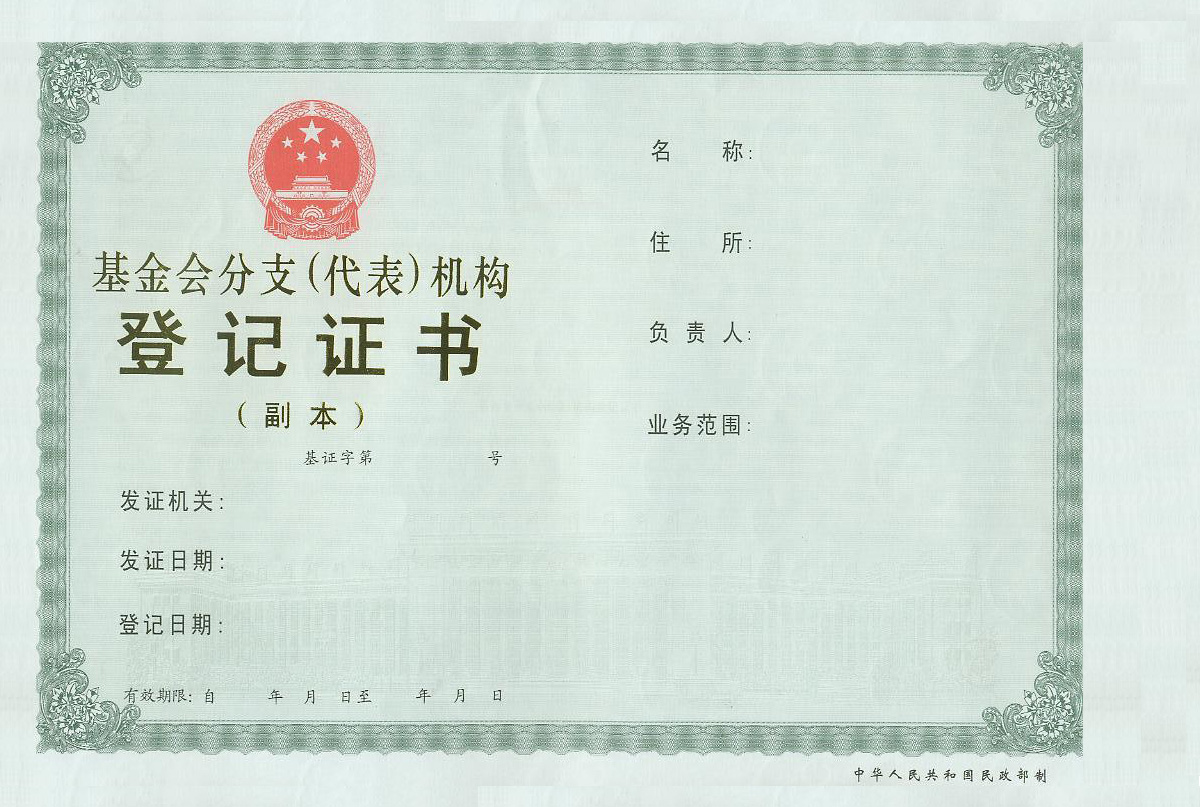 基金会分支(代表)机构
登记证书
(副本)
基证字第 号
发证机关:
发证日期:
登记日期:
有效期限: 自 年 月 日至 年 月 日
名 称:
住 所:
负 责 人:
业务范围:
中华人民共和国民政部制